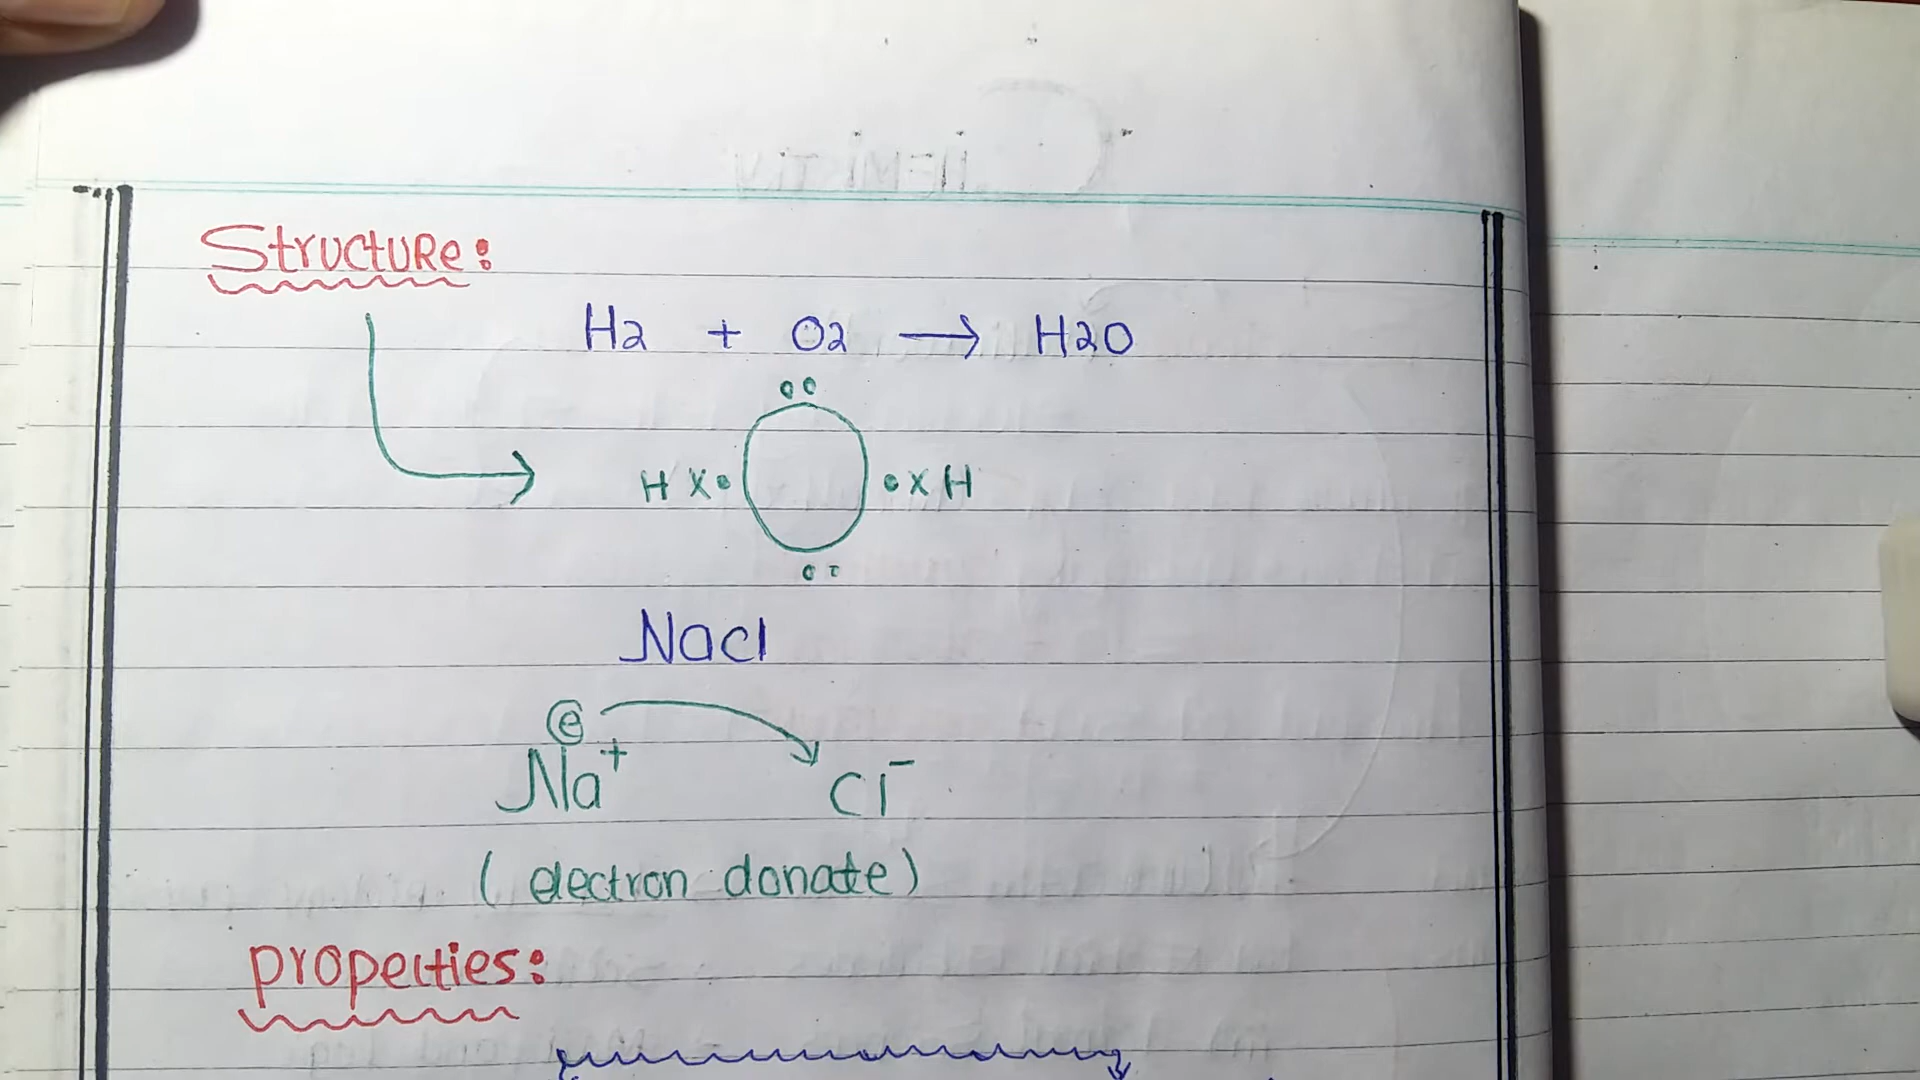 Structure:
H2 + O2 → H2O
H X• O •X H
NaCl
e
Na+ Cl-
( electron donate )
properties: